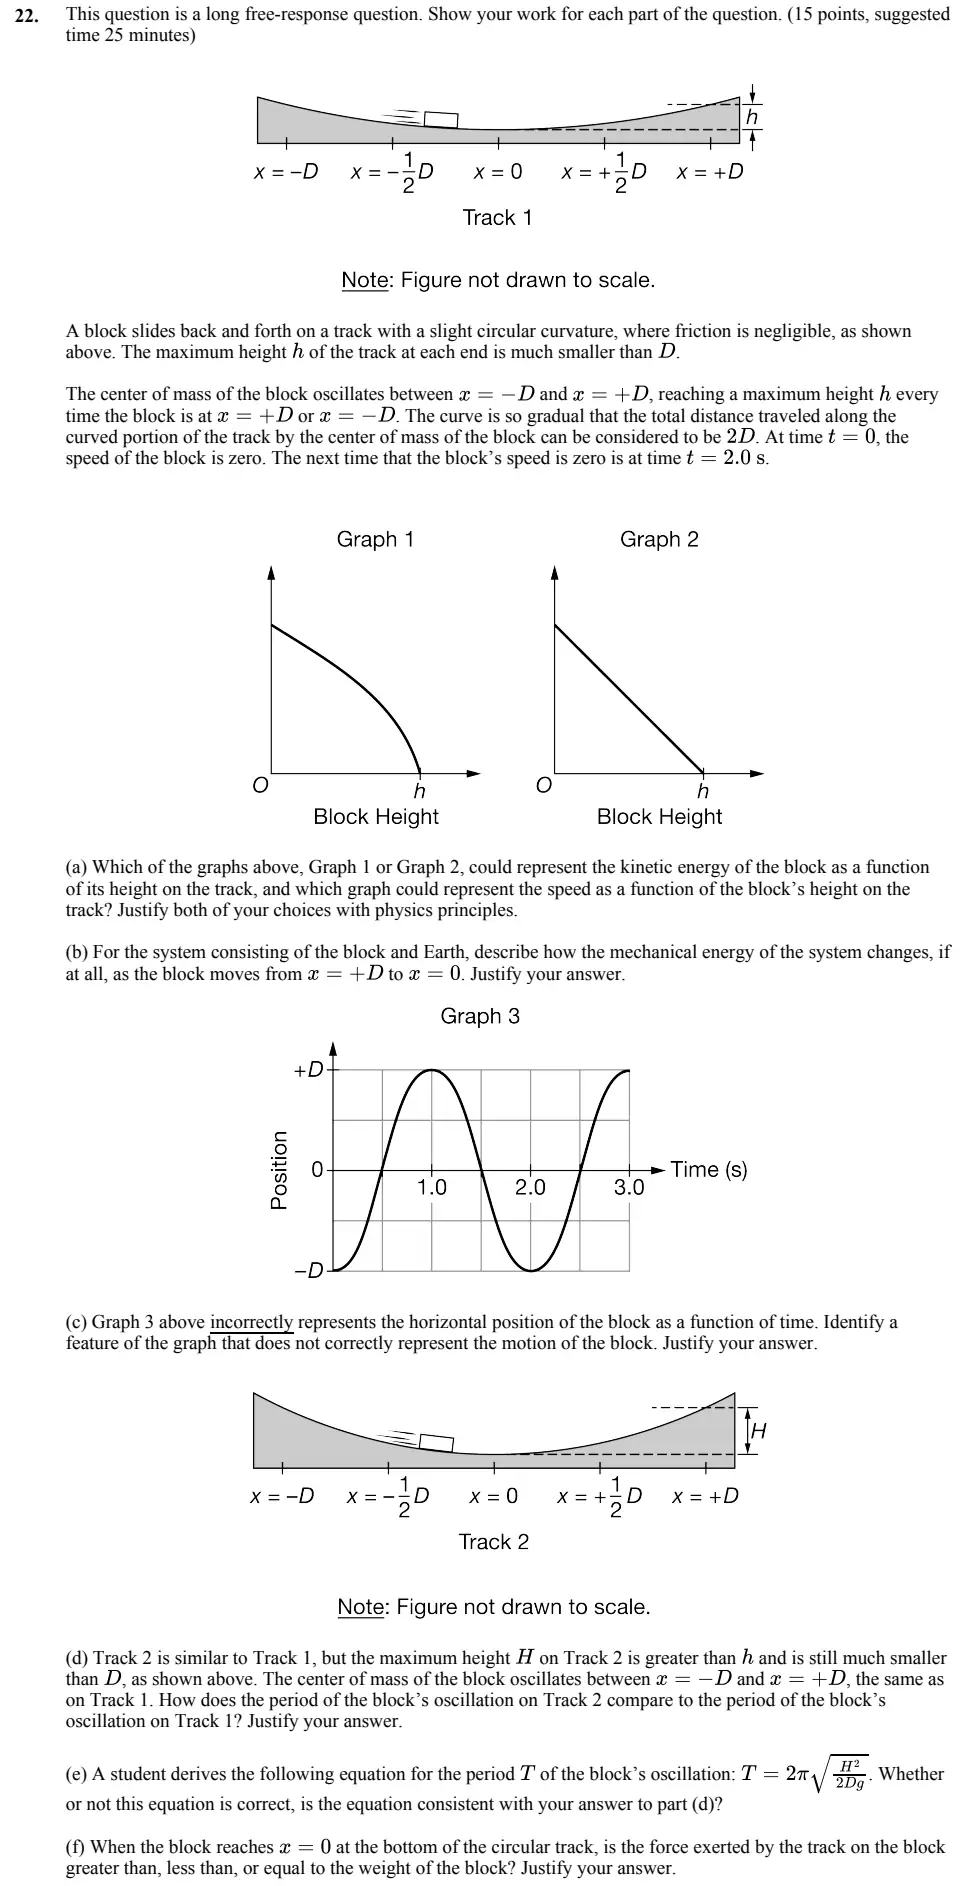 22. This question is a long free-response question. Show your work for each part of the question. (15 points, suggested
time 25 minutes)
h
x = −D x = −1/2 D x = 0 x = +1/2 D x = +D
Track 1
Note: Figure not drawn to scale.
A block slides back and forth on a track with a slight circular curvature, where friction is negligible, as shown
above. The maximum height h of the track at each end is much smaller than D.
The center of mass of the block oscillates between x = −D and x = +D, reaching a maximum height h every
time the block is at x = +D or x = −D. The curve is so gradual that the total distance traveled along the
curved portion of the track by the center of mass of the block can be considered to be 2D. At time t = 0, the
speed of the block is zero. The next time that the block's speed is zero is at time t = 2.0 s.
Graph 1 Graph 2
O h O h
Block Height Block Height
(a) Which of the graphs above, Graph 1 or Graph 2, could represent the kinetic energy of the block as a function
of its height on the track, and which graph could represent the speed as a function of the block's height on the
track? Justify both of your choices with physics principles.
(b) For the system consisting of the block and Earth, describe how the mechanical energy of the system changes, if
at all, as the block moves from x = +D to x = 0. Justify your answer.
Graph 3
+D
Position
0 Time (s)
1.0 2.0 3.0
−D
(c) Graph 3 above incorrectly represents the horizontal position of the block as a function of time. Identify a
feature of the graph that does not correctly represent the motion of the block. Justify your answer.
H
x = −D x = −1/2 D x = 0 x = +1/2 D x = +D
Track 2
Note: Figure not drawn to scale.
(d) Track 2 is similar to Track 1, but the maximum height H on Track 2 is greater than h and is still much smaller
than D, as shown above. The center of mass of the block oscillates between x = −D and x = +D, the same as
on Track 1. How does the period of the block's oscillation on Track 2 compare to the period of the block's
oscillation on Track 1? Justify your answer.
(e) A student derives the following equation for the period T of the block's oscillation: T = 2π√(H²/2Dg). Whether
or not this equation is correct, is the equation consistent with your answer to part (d)?
(f) When the block reaches x = 0 at the bottom of the circular track, is the force exerted by the track on the block
greater than, less than, or equal to the weight of the block? Justify your answer.